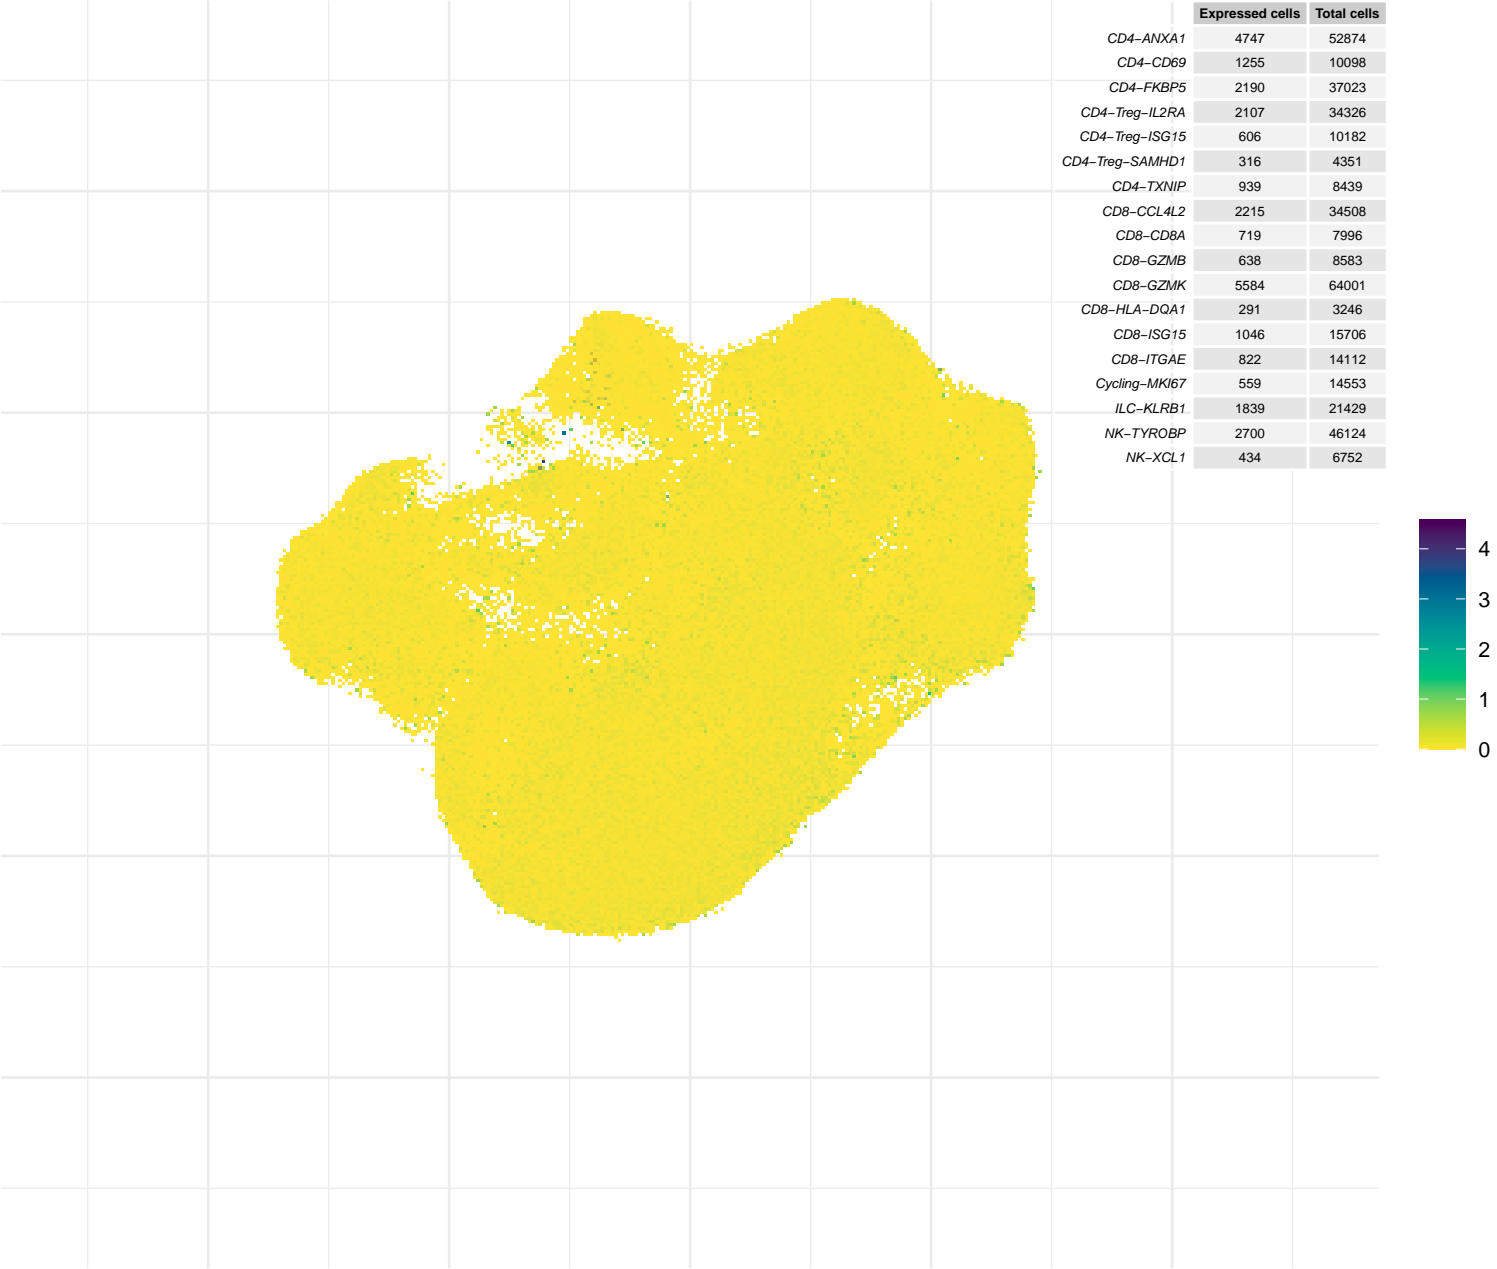 Expressed cells Total cells
CD4−ANXA1 4747 52874
CD4−CD69 1255 10098
CD4−FKBP5 2190 37023
CD4−Treg−IL2RA 2107 34326
CD4−Treg−ISG15 606 10182
CD4−Treg−SAMHD1 316 4351
CD4−TXNIP 939 8439
CD8−CCL4L2 2215 34508
CD8−CD8A 719 7996
CD8−GZMB 638 8583
CD8−GZMK 5584 64001
CD8−HLA−DQA1 291 3246
CD8−ISG15 1046 15706
CD8−ITGAE 822 14112
Cycling−MKI67 559 14553
ILC−KLRB1 1839 21429
NK−TYROBP 2700 46124
NK−XCL1 434 6752
4
3
2
1
0